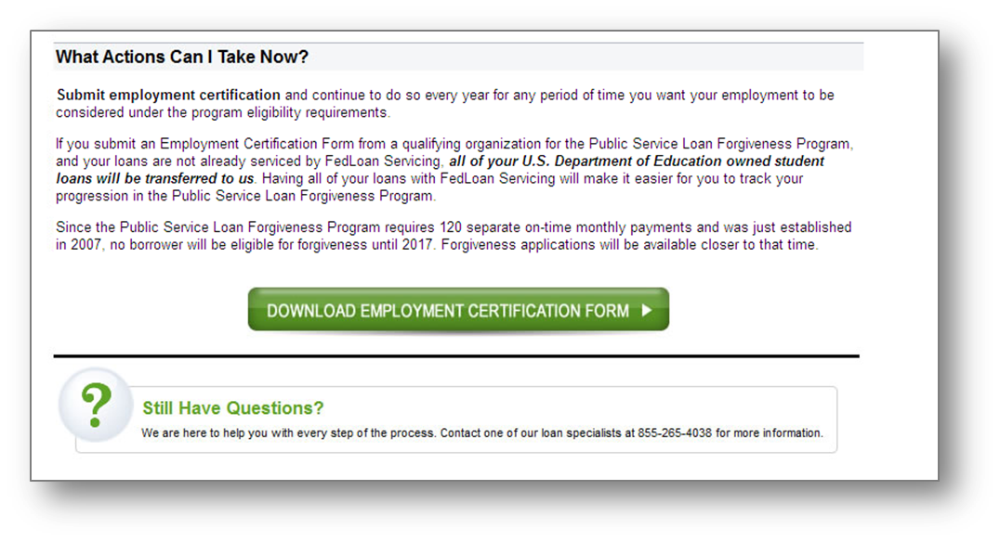 What Actions Can I Take Now?
Submit employment certification and continue to do so every year for any period of time you want your employment to be
considered under the program eligibility requirements.
If you submit an Employment Certification Form from a qualifying organization for the Public Service Loan Forgiveness Program,
and your loans are not already serviced by FedLoan Servicing, all of your U.S. Department of Education owned student
loans will be transferred to us. Having all of your loans with FedLoan Servicing will make it easier for you to track your
progression in the Public Service Loan Forgiveness Program.
Since the Public Service Loan Forgiveness Program requires 120 separate on-time monthly payments and was just established
in 2007, no borrower will be eligible for forgiveness until 2017. Forgiveness applications will be available closer to that time.
DOWNLOAD EMPLOYMENT CERTIFICATION FORM
?
Still Have Questions?
We are here to help you with every step of the process. Contact one of our loan specialists at 855-265-4038 for more information.